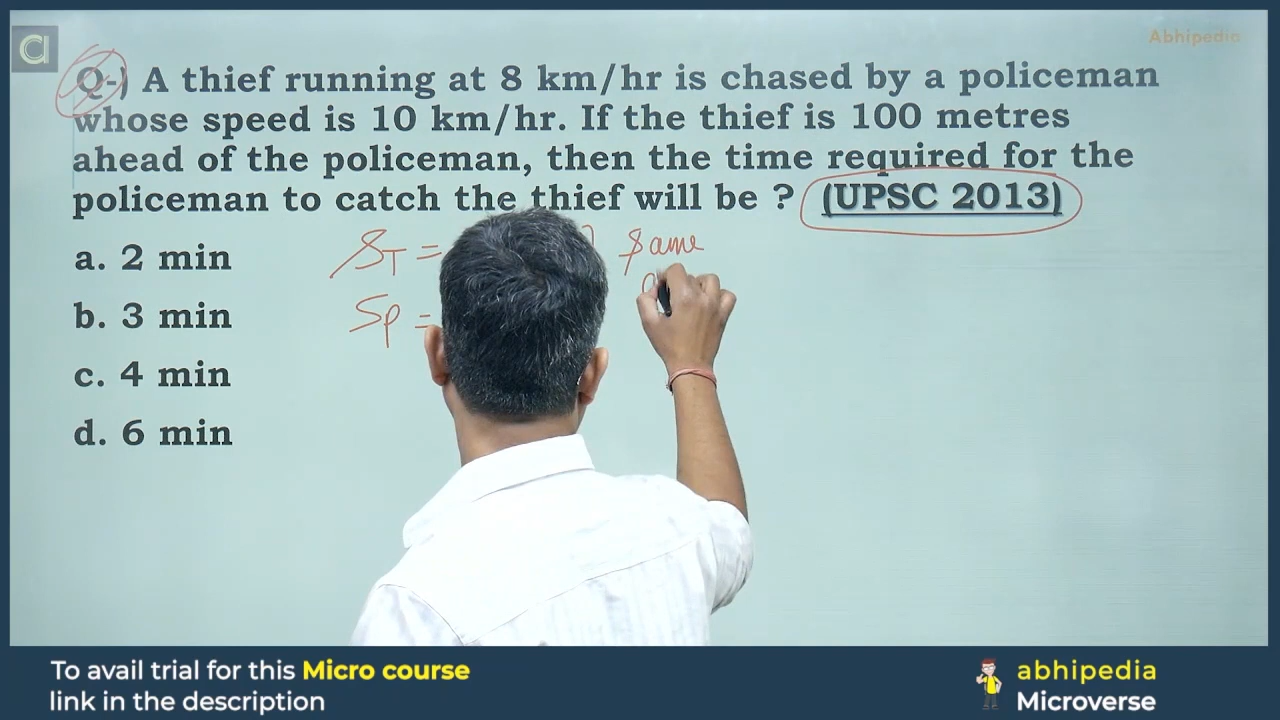 Abhipedia
Q-) A thief running at 8 km/hr is chased by a policeman
whose speed is 10 km/hr. If the thief is 100 metres
ahead of the policeman, then the time required for the
policeman to catch the thief will be ? (UPSC 2013)
a. 2 min
b. 3 min
c. 4 min
d. 6 min
S_T = same
S_P =
To avail trial for this Micro course
link in the description
abhipedia
Microverse